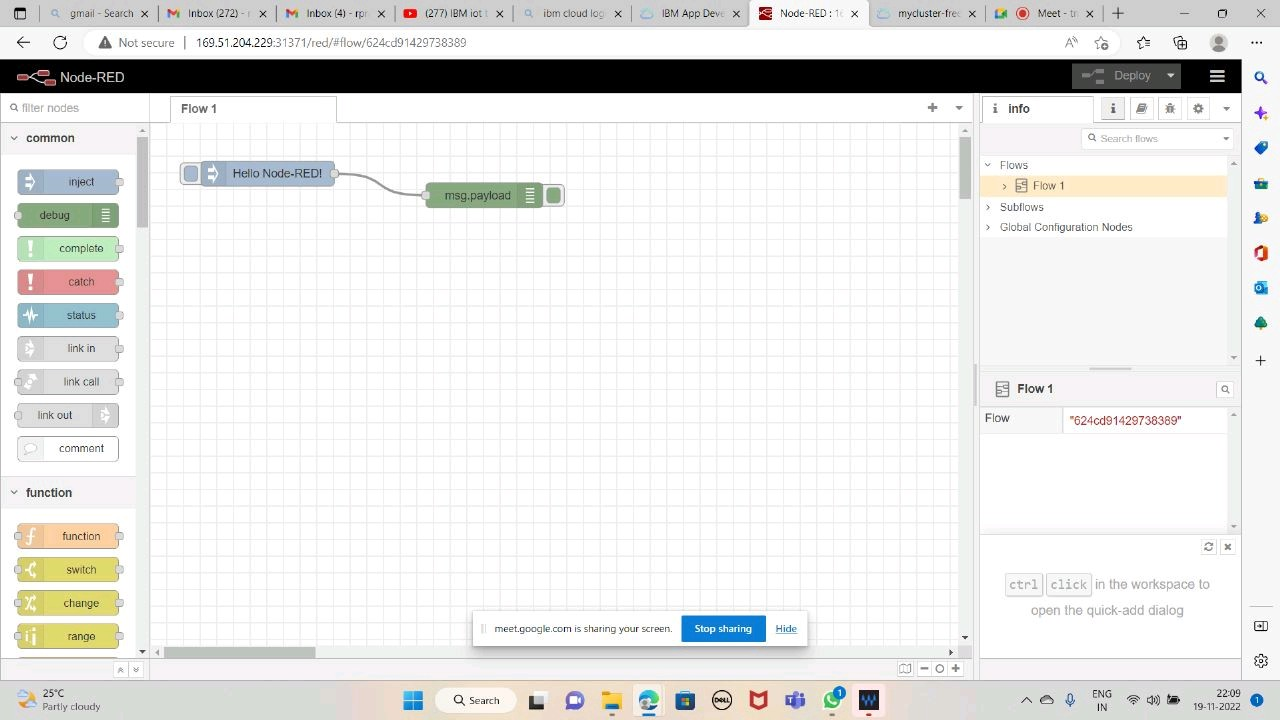 gmail - Search
Inbox (272) - r
Inbox (4) - rpr
(277) IBM iot t
ibm cloud log
IBM App Deve
Node-RED : 16
mycluster-free
Meet - tr
Not secure | 169.51.204.229:31371/red/#flow/624cd91429738389
Node-RED
Deploy
filter nodes
Flow 1
i info
i
common
Search flows
inject
Hello Node-RED!
msg.payload
Flows
Flow 1
debug
Subflows
Global Configuration Nodes
complete
catch
status
link in
link call
Flow 1
link out
Flow
"624cd91429738389"
comment
function
function
ctrl click in the workspace to
open the quick-add dialog
switch
change
range
meet.google.com is sharing your screen.
Stop sharing
Hide
25°C
Partly cloudy
Search
DELL
1
ENG
IN
22:09
19-11-2022
1